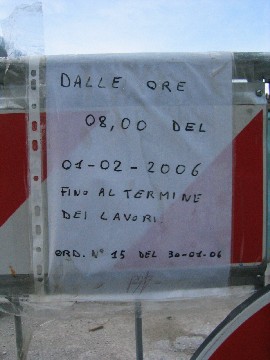 DALLE ORE
08,00 DEL
01-02-2006
FINO AL TERMINE
DEI LAVORI
ORD. N° 15 DEL 30-01-06